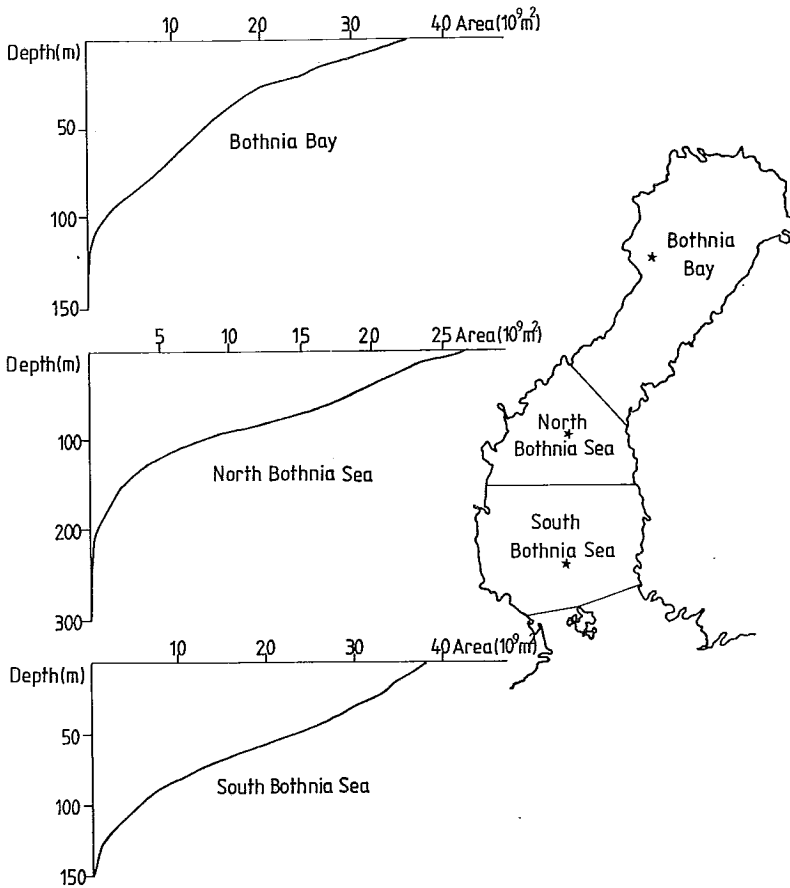 10 20 30 40 Area(10⁹m²)
Depth(m)
50
100
150
Bothnia Bay
5 10 15 20 25 Area(10⁹m²)
Depth(m)
100
200
300
North Bothnia Sea
10 20 30 40 Area(10⁹m²)
Depth(m)
50
100
150
South Bothnia Sea
Bothnia
Bay
North
Bothnia Sea
South
Bothnia Sea